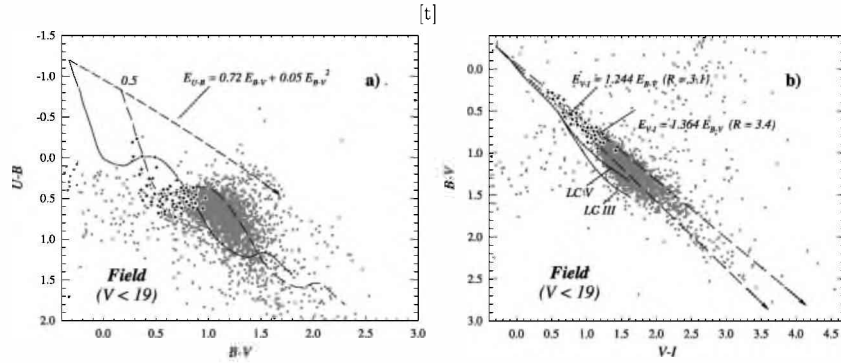 [t]
-1.5
-1.0
-0.5
0.0
0.5
1.0
1.5
2.0
U-B
0.5
E_{U-B} = 0.72 E_{B-V} + 0.05 E_{B-V}^2
a)
Field
(V < 19)
0.0 0.5 1.0 1.5 2.0 2.5 3.0
B-V
0.0
0.5
1.0
1.5
2.0
2.5
3.0
B-V
b)
E_{V-I} = 1.244 E_{B-V} (R = 3.1)
E_{V-I} = 1.364 E_{B-V} (R = 3.4)
LC V
LC III
Field
(V < 19)
0.0 0.5 1.0 1.5 2.0 2.5 3.0 3.5 4.0 4.5
V-I